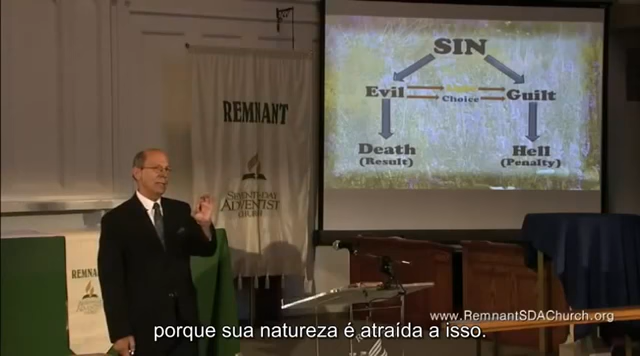 SIN
Evil
Choice
Guilt
Death
(Result)
Hell
(Penalty)
REMNANT
SEVENTH-DAY
ADVENTIST
CHURCH
REMNANT
www.RemnantSDAChurch.org
porque sua natureza é atraída a isso.